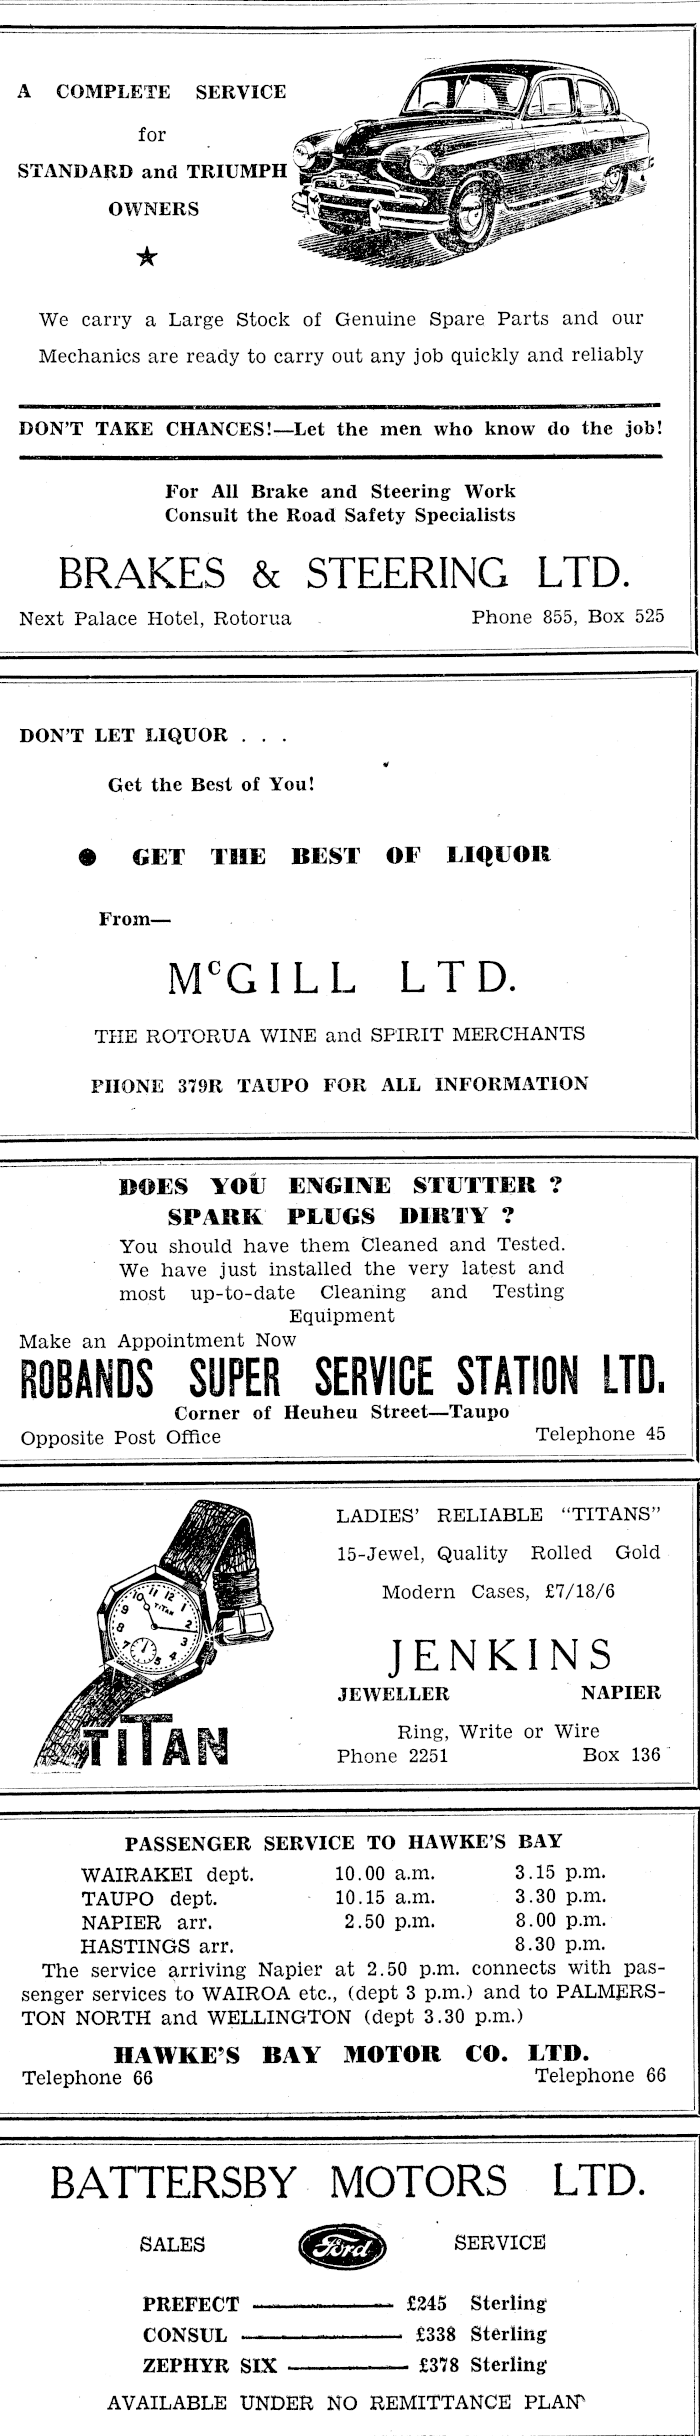 A COMPLETE SERVICE
for
STANDARD and TRIUMPH
OWNERS
We carry a Large Stock of Genuine Spare Parts and our
Mechanics are ready to carry out any job quickly and reliably
DON'T TAKE CHANCES!—Let the men who know do the job!
For All Brake and Steering Work
Consult the Road Safety Specialists
BRAKES & STEERING LTD.
Next Palace Hotel, Rotorua Phone 855, Box 525
DON'T LET LIQUOR . . .
Get the Best of You!
● GET THE BEST OF LIQUOR
From—
McGILL LTD.
THE ROTORUA WINE and SPIRIT MERCHANTS
PHONE 379R TAUPO FOR ALL INFORMATION
DOES YOU ENGINE STUTTER ?
SPARK PLUGS DIRTY ?
You should have them Cleaned and Tested.
We have just installed the very latest and
most up-to-date Cleaning and Testing
Equipment
Make an Appointment Now
ROBANDS SUPER SERVICE STATION LTD.
Corner of Heuheu Street—Taupo
Opposite Post Office Telephone 45
TITAN
11 12 1
10 2
9 3
8 4
7 5
TITAN
LADIES' RELIABLE "TITANS"
15-Jewel, Quality Rolled Gold
Modern Cases, £7/18/6
JENKINS
JEWELLER NAPIER
Ring, Write or Wire
Phone 2251 Box 136
PASSENGER SERVICE TO HAWKE'S BAY
WAIRAKEI dept. 10.00 a.m. 3.15 p.m.
TAUPO dept. 10.15 a.m. 3.30 p.m.
NAPIER arr. 2.50 p.m. 8.00 p.m.
HASTINGS arr. 8.30 p.m.
The service arriving Napier at 2.50 p.m. connects with pas-
senger services to WAIROA etc., (dept 3 p.m.) and to PALMERS-
TON NORTH and WELLINGTON (dept 3.30 p.m.)
HAWKE'S BAY MOTOR CO. LTD.
Telephone 66 Telephone 66
BATTERSBY MOTORS LTD.
SALES Ford SERVICE
PREFECT £245 Sterling
CONSUL £338 Sterling
ZEPHYR SIX £378 Sterling
AVAILABLE UNDER NO REMITTANCE PLAN